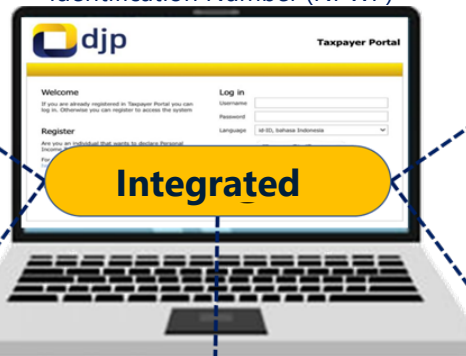 Identification Number (NPWP)
djp
Taxpayer Portal
Welcome
If you are already registered in Taxpayer Portal you can
log in. Otherwise you can register to access the system
Register
Are you an individual that wants to declare Personal
Income
For
Log in
Username
Password
Language id-ID, bahasa Indonesia
Integrated